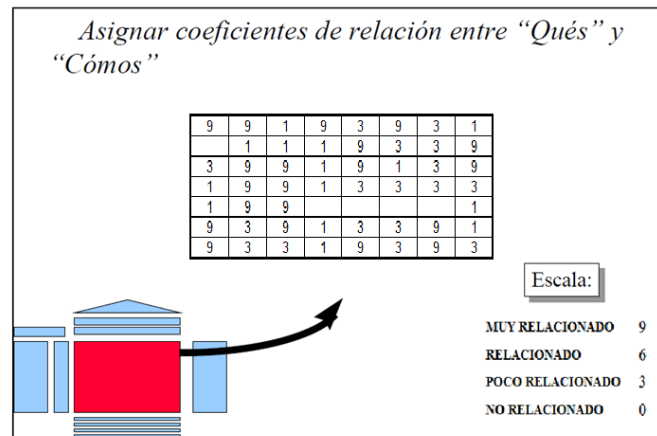 Asignar coeficientes de relación entre “Qués” y
“Cómos”
9 9 1 9 3 9 3 1
1 1 1 9 3 3 9
3 9 9 1 9 1 3 9
1 9 9 1 3 3 3 3
1 9 9 1
9 3 9 1 3 3 9 1
9 3 3 1 9 3 9 3
Escala:
MUY RELACIONADO 9
RELACIONADO 6
POCO RELACIONADO 3
NO RELACIONADO 0